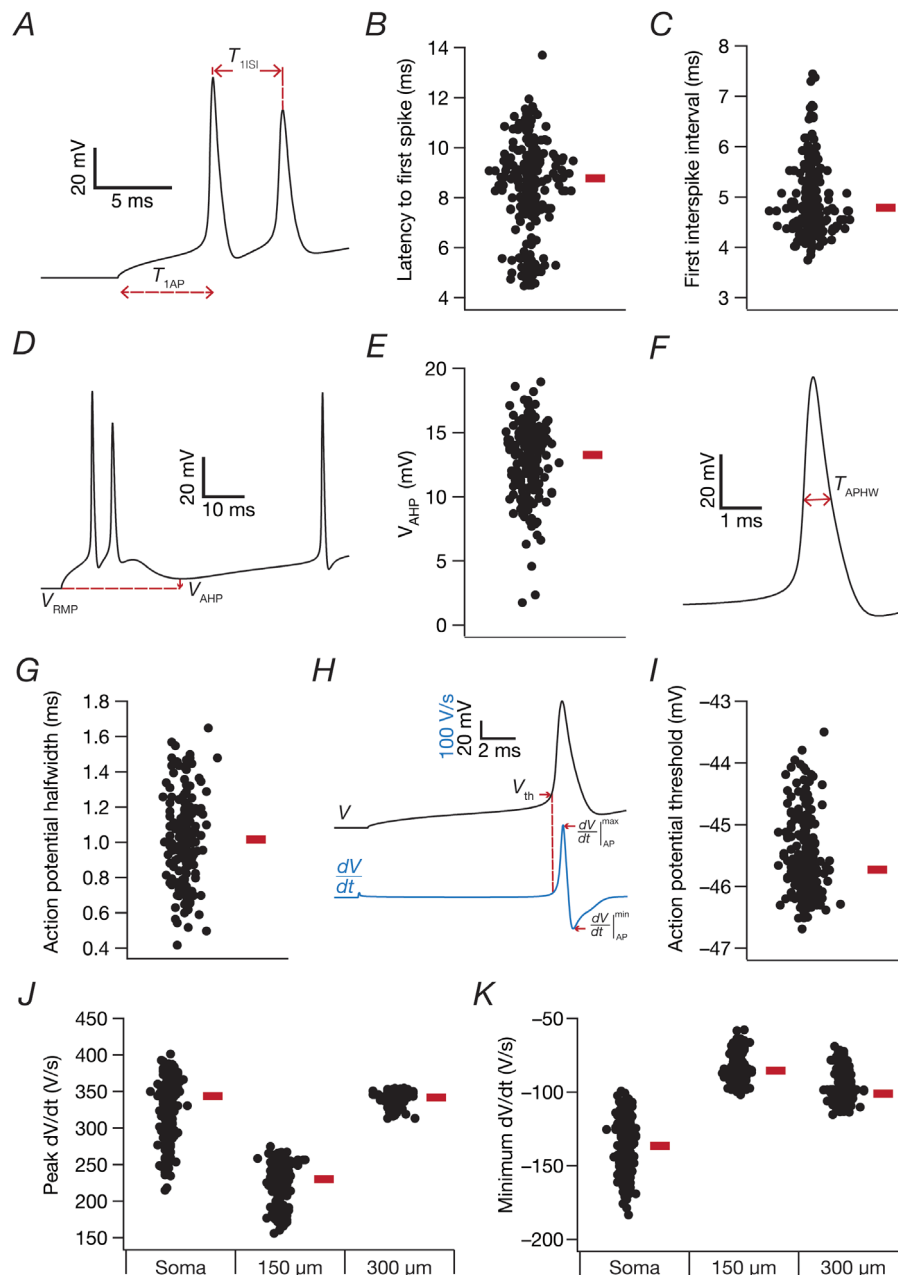 A
T1ISI
20 mV
5 ms
T1AP
B
Latency to first spike (ms)
14
12
10
8
6
4
C
First interspike interval (ms)
8
7
6
5
4
3
D
20 mV
10 ms
VRMP
VAHP
E
VAHP (mV)
20
15
10
5
0
F
20 mV
1 ms
TAPHW
G
Action potential halfwidth (ms)
1.8
1.6
1.4
1.2
1.0
0.8
0.6
0.4
H
100 V/s
20 mV
2 ms
Vth
V
dV/dt|AP max
dV/dt
dV/dt|AP min
I
Action potential threshold (mV)
−43
−44
−45
−46
−47
J
Peak dV/dt (V/s)
450
400
350
300
250
200
150
Soma 150 µm 300 µm
K
Minimum dV/dt (V/s)
−50
−100
−150
−200
Soma 150 µm 300 µm